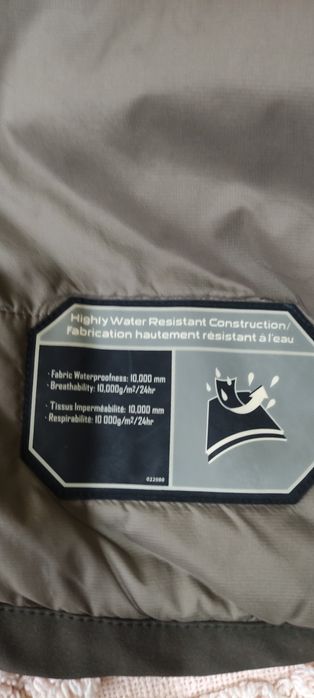 Highly Water Resistant Construction/
Fabrication hautement résistant à l'eau
· Fabric Waterproofness: 10,000 mm
· Breathability: 10,000g/m²/24hr
· Tissus Imperméabilité: 10,000 mm
· Respirabilité: 10 000g/m²/24hr
022080